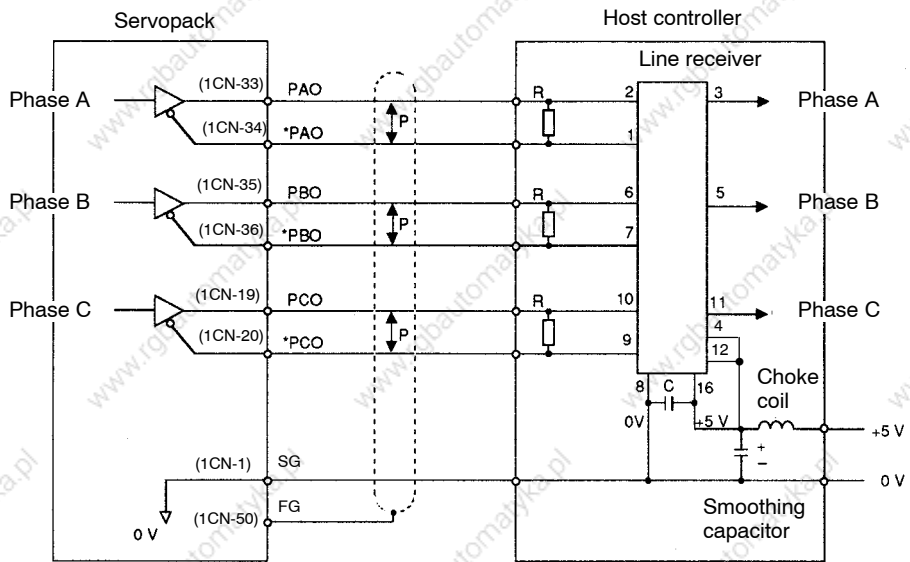 Servopack
Host controller
Line receiver
Phase A
(1CN-33)
PAO
P
R
2
3
Phase A
(1CN-34)
*PAO
1
Phase B
(1CN-35)
PBO
P
R
6
5
Phase B
(1CN-36)
*PBO
7
Phase C
(1CN-19)
PCO
P
R
10
11
Phase C
(1CN-20)
*PCO
9
4
12
8
C
16
Choke
coil
0V
+5 V
+5 V
+
−
(1CN-1)
SG
0 V
(1CN-50)
FG
0 V
Smoothing
capacitor
www.rgbautomatyka.pl